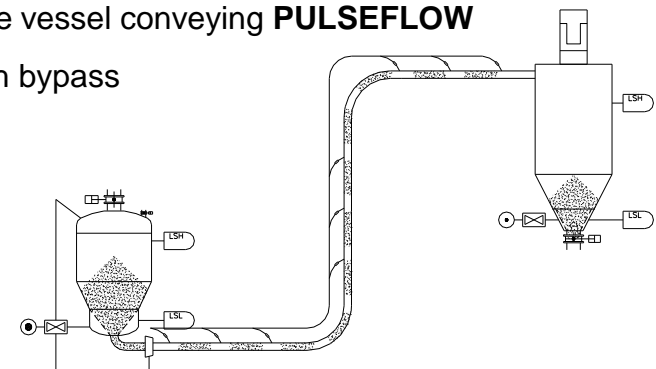 e vessel conveying PULSEFLOW
n bypass
LSH
LSH
LSL
LSL